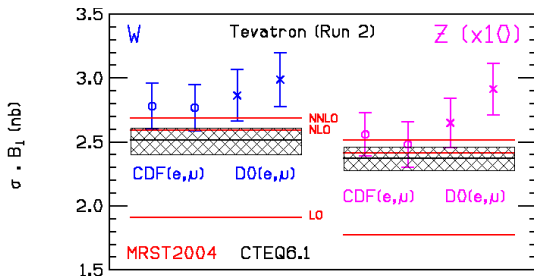 3.5
W
Tevatron (Run 2)
Z (x10)
3.0
NNLO
NLO
2.5
CDF(e,μ)
D0(e,μ)
CDF(e,μ)
D0(e,μ)
2.0
LO
MRST2004
CTEQ6.1
1.5
σ · Bl (nb)